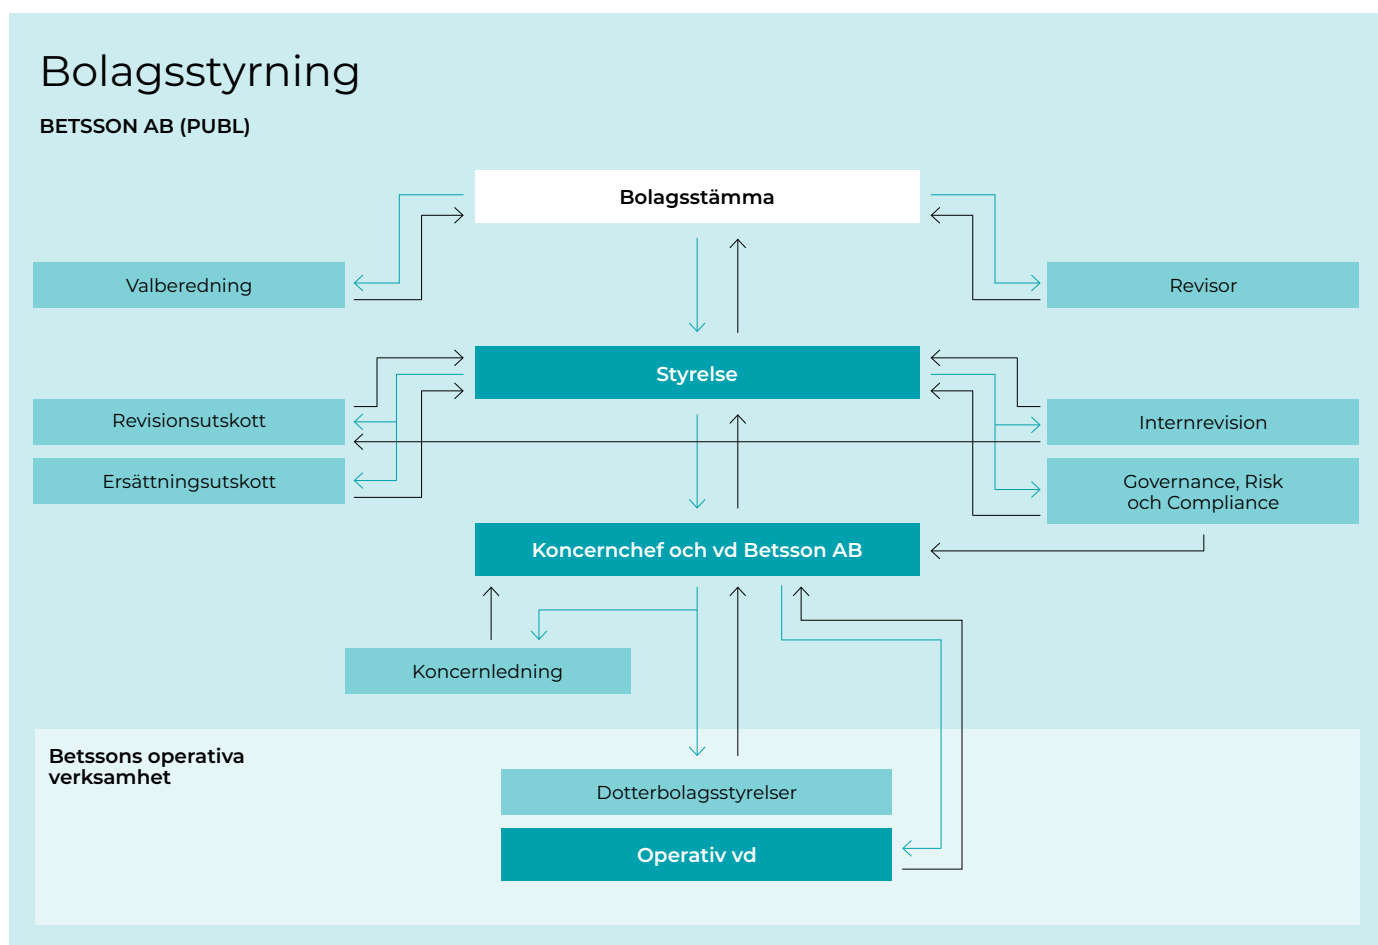 Bolagsstyrning
BETSSON AB (PUBL)
Bolagsstämma
Valberedning
Revisor
Styrelse
Revisionsutskott
Internrevision
Ersättningsutskott
Governance, Risk
och Compliance
Koncernchef och vd Betsson AB
Koncernledning
Betssons operativa
verksamhet
Dotterbolagsstyrelser
Operativ vd